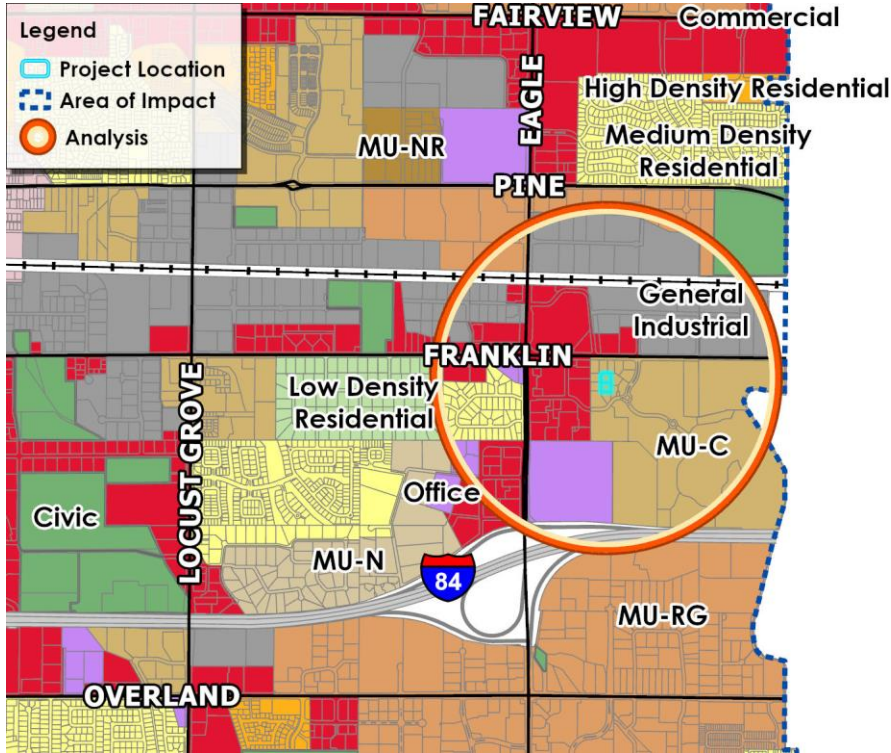 Legend
Project Location
Area of Impact
Analysis
FAIRVIEW
Commercial
EAGLE
High Density Residential
Medium Density
Residential
MU-NR
PINE
General
Industrial
FRANKLIN
LOCUST GROVE
Low Density
Residential
MU-C
Office
Civic
MU-N
84
MU-RG
OVERLAND